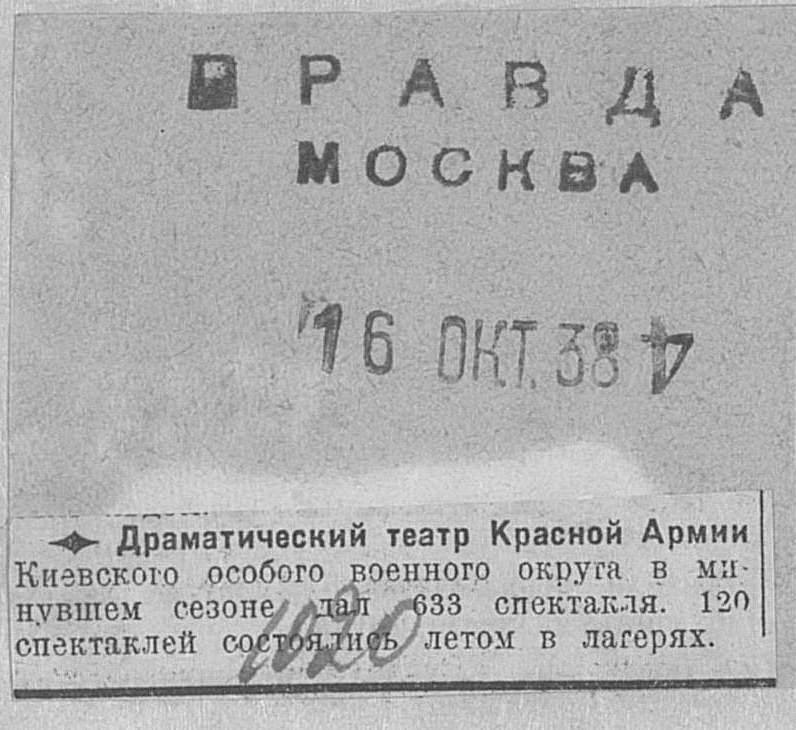 ПРАВДА
МОСКВА
16 ОКТ. 38
Драматический театр Красной Армии
Киевского особого военного округа в ми-
нувшем сезоне дал 633 спектакля. 120
спектаклей состоялись летом в лагерях.
1020